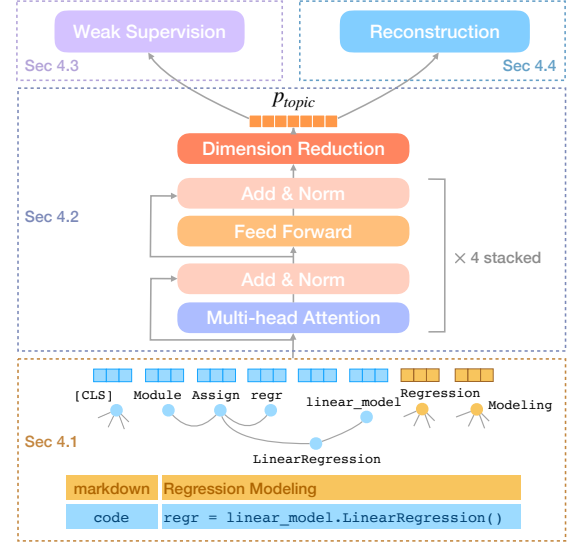 Weak Supervision
Reconstruction
Sec 4.3
Sec 4.4
p_topic
Dimension Reduction
Add & Norm
Sec 4.2
Feed Forward
× 4 stacked
Add & Norm
Multi-head Attention
[CLS] Module Assign regr linear_model Regression Modeling
Sec 4.1
LinearRegression
markdown Regression Modeling
code regr = linear_model.LinearRegression()